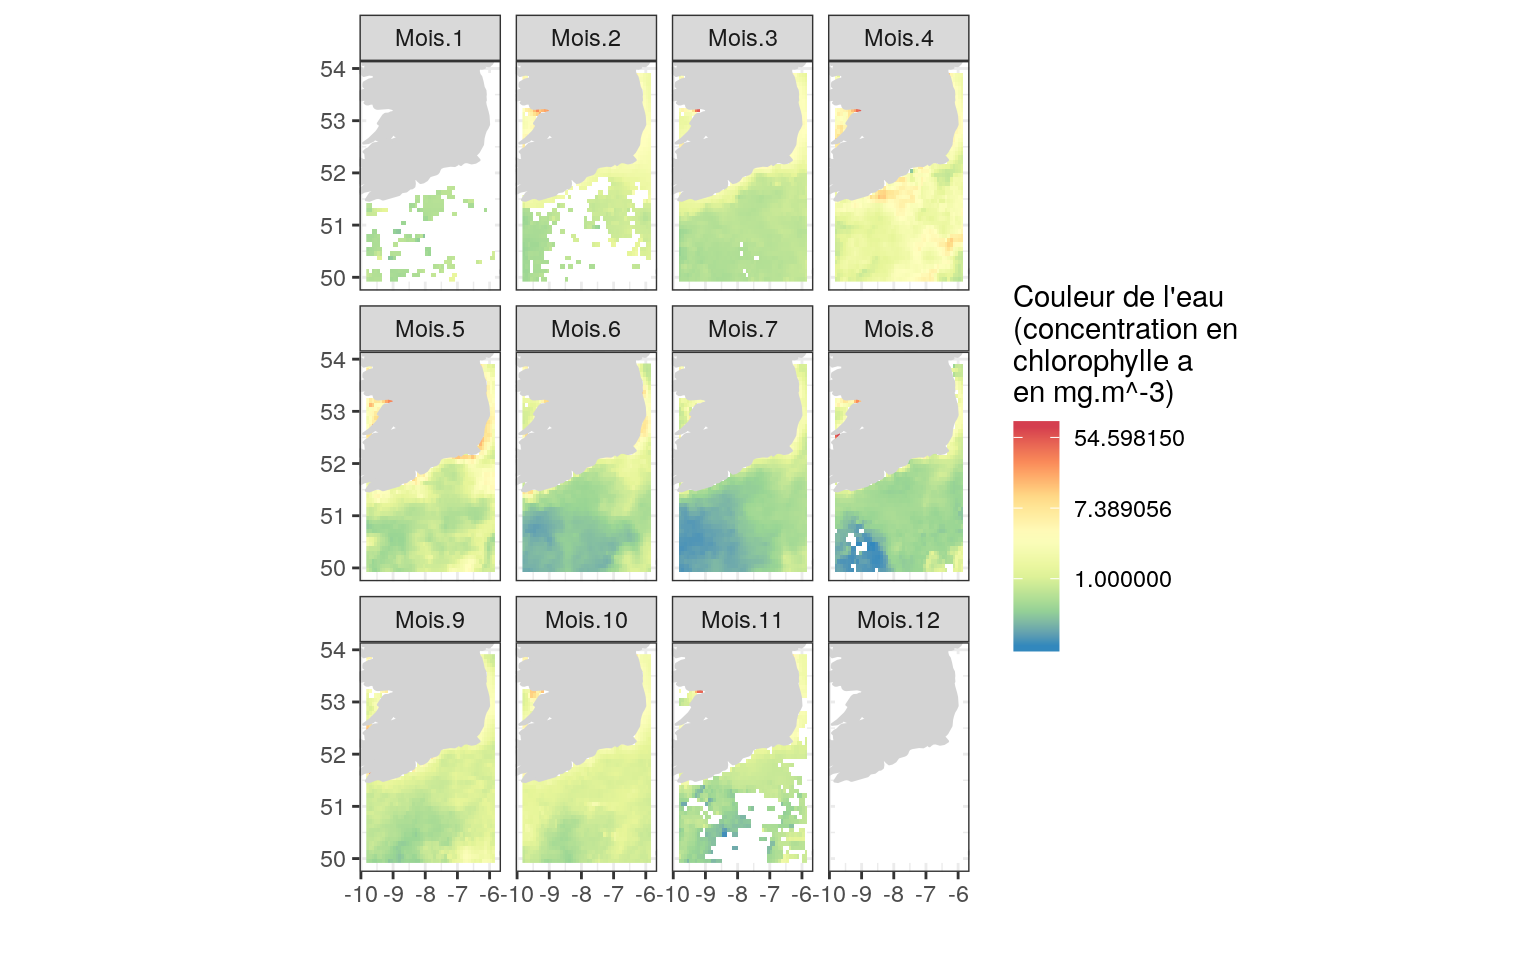 Mois.1 Mois.2 Mois.3 Mois.4
54
53
52
51
50
Mois.5 Mois.6 Mois.7 Mois.8
54
53
52
51
50
Mois.9 Mois.10 Mois.11 Mois.12
54
53
52
51
50
-10 -9 -8 -7 -6 -10 -9 -8 -7 -6 -10 -9 -8 -7 -6 -10 -9 -8 -7 -6
Couleur de l'eau
(concentration en
chlorophylle a
en mg.m^-3)
54.598150
7.389056
1.000000